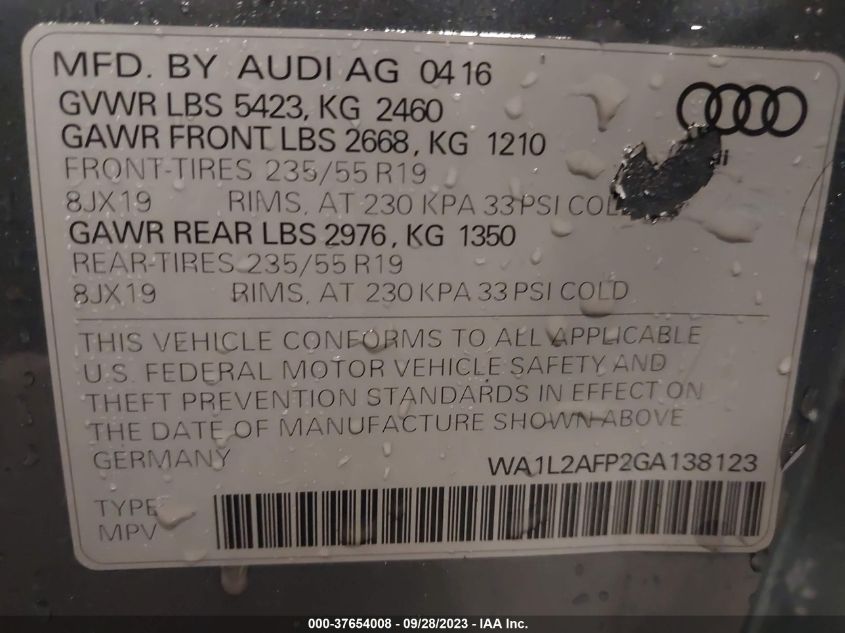 MFD. BY AUDI AG 04 16
GVWR LBS 5423, KG 2460
GAWR FRONT LBS 2668, KG 1210
FRONT-TIRES 235/55 R19
8JX19 RIMS, AT 230 KPA 33 PSI COLD
GAWR REAR LBS 2976, KG 1350
REAR-TIRES 235/55 R19
8JX19 RIMS, AT 230 KPA 33 PSI COLD
THIS VEHICLE CONFORMS TO ALL APPLICABLE
U.S. FEDERAL MOTOR VEHICLE SAFETY AND
THEFT PREVENTION STANDARDS IN EFFECT ON
THE DATE OF MANUFACTURE SHOWN ABOVE
GERMANY WA1L2AFP2GA138123
TYPE
MPV
000-37654008 - 09/28/2023 - IAA Inc.